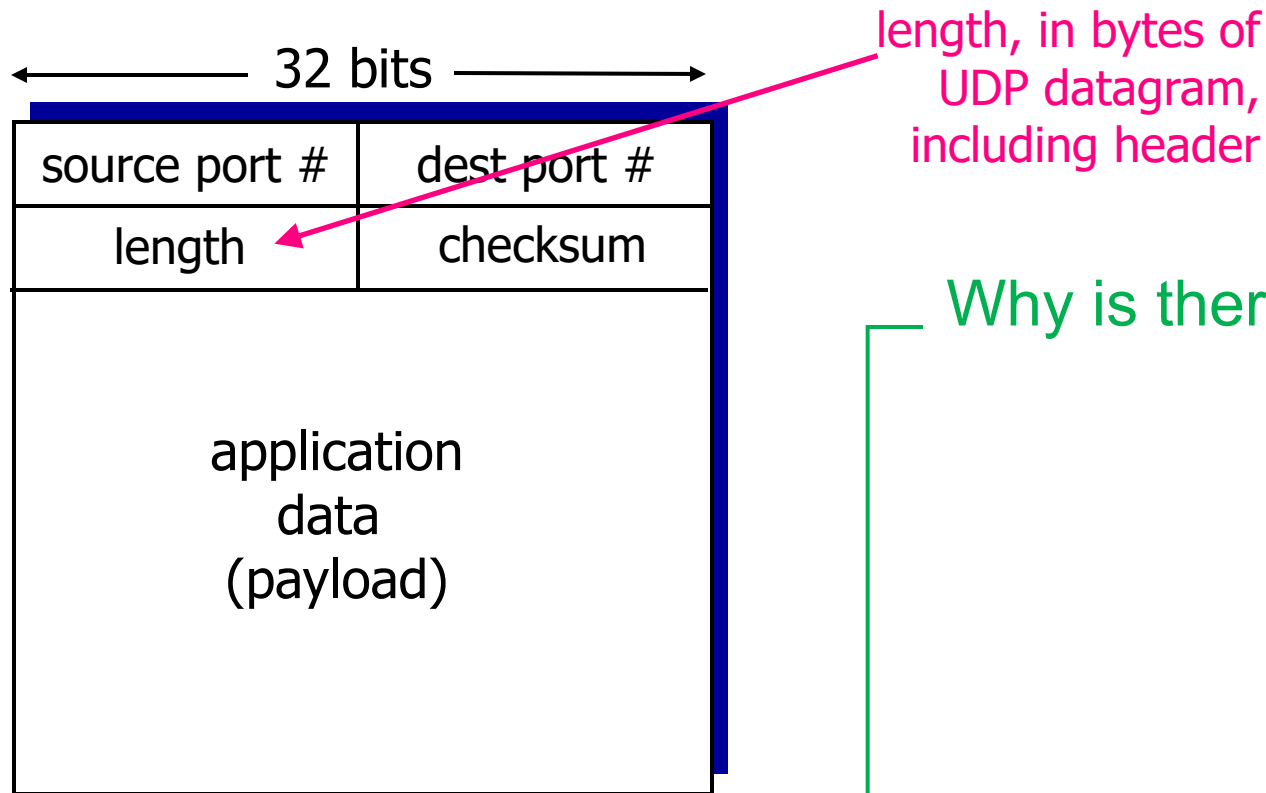 32 bits
source port #
dest port #
length
checksum
application
data
(payload)
length, in bytes of
UDP datagram,
including header
Why is ther